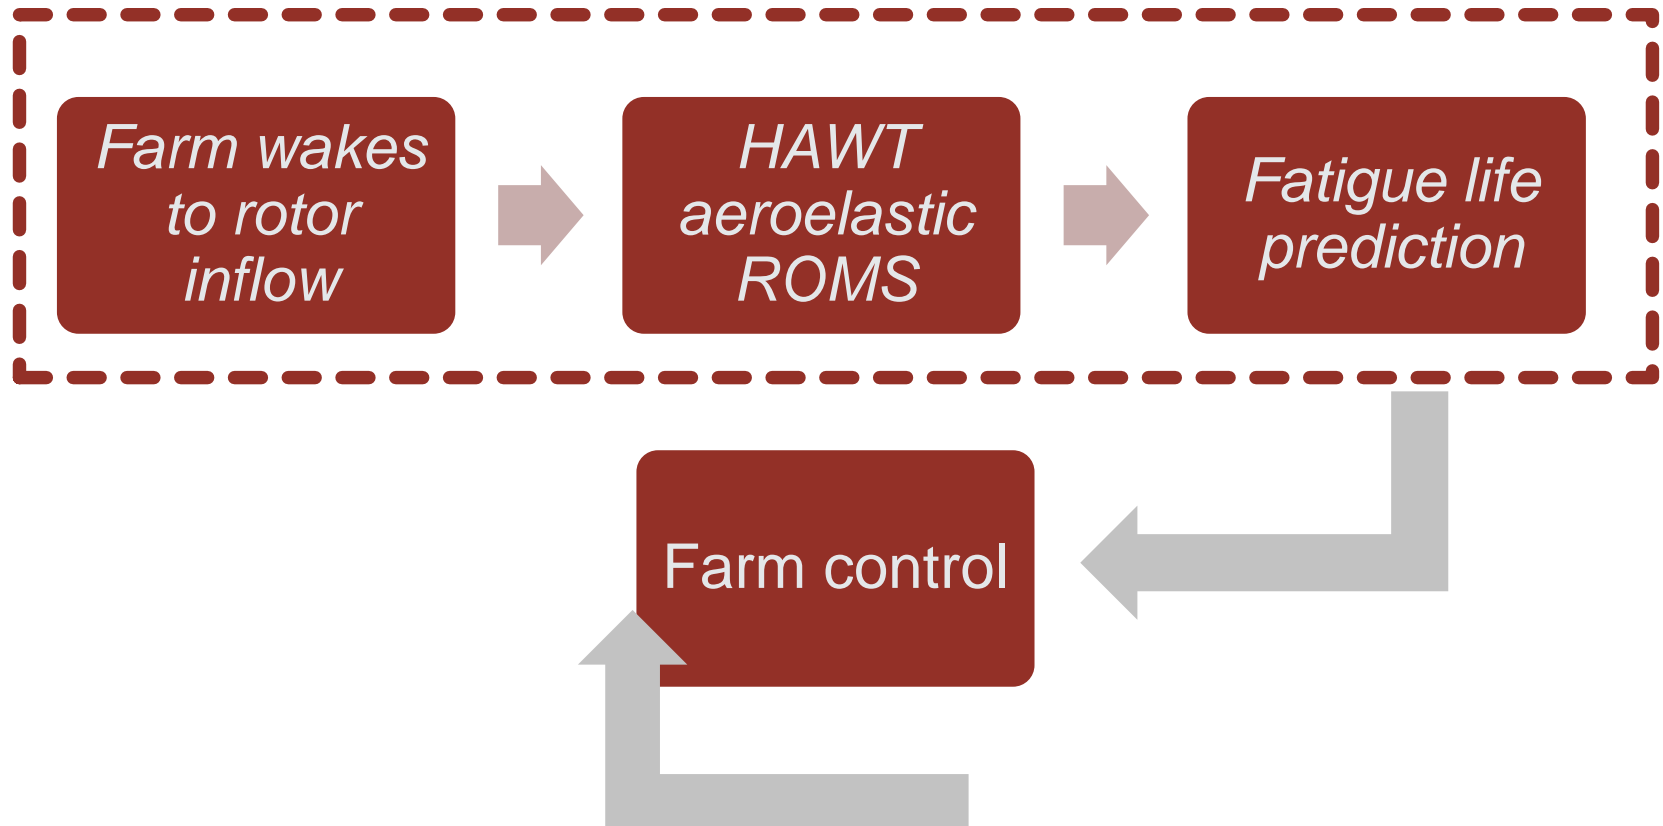 Farm wakes
to rotor
inflow
HAWT
aeroelastic
ROMS
Fatigue life
prediction
Farm control